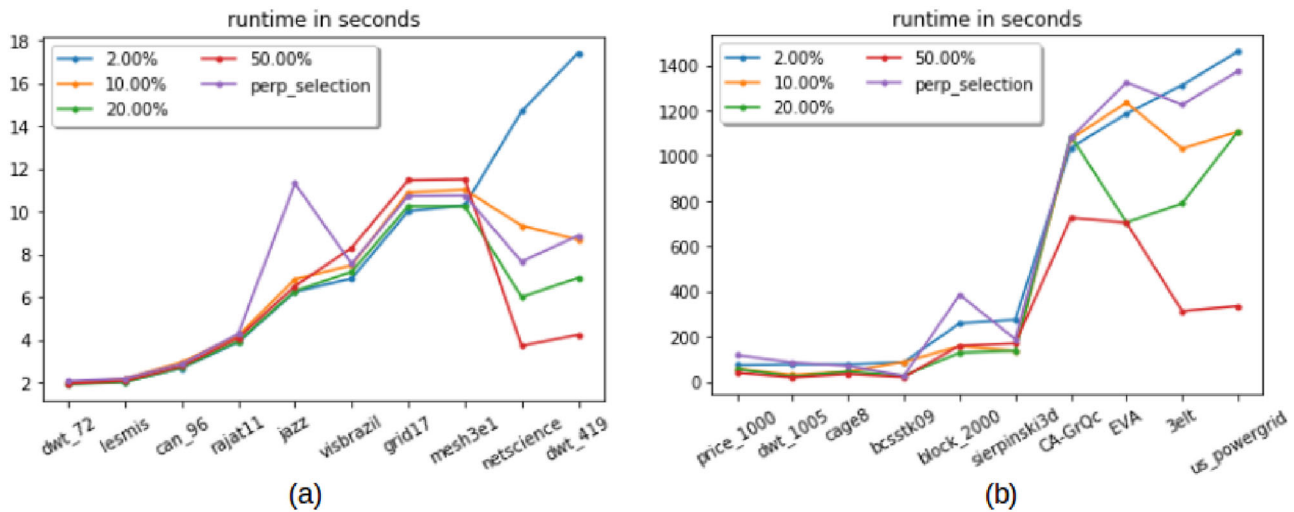 runtime in seconds
18
16
14
12
10
8
6
4
2
2.00%
10.00%
20.00%
50.00%
perp_selection
dwt_72
lesmis
can_96
rajat11
jazz
visbrazil
grid17
mesh3e1
netscience
dwt_419
(a)
runtime in seconds
1400
1200
1000
800
600
400
200
0
2.00%
10.00%
20.00%
50.00%
perp_selection
price_1000
dwt_1005
cage8
bcsstk09
block_2000
sierpinski3d
CA-GrQc
EVA
3elt
us_powergrid
(b)